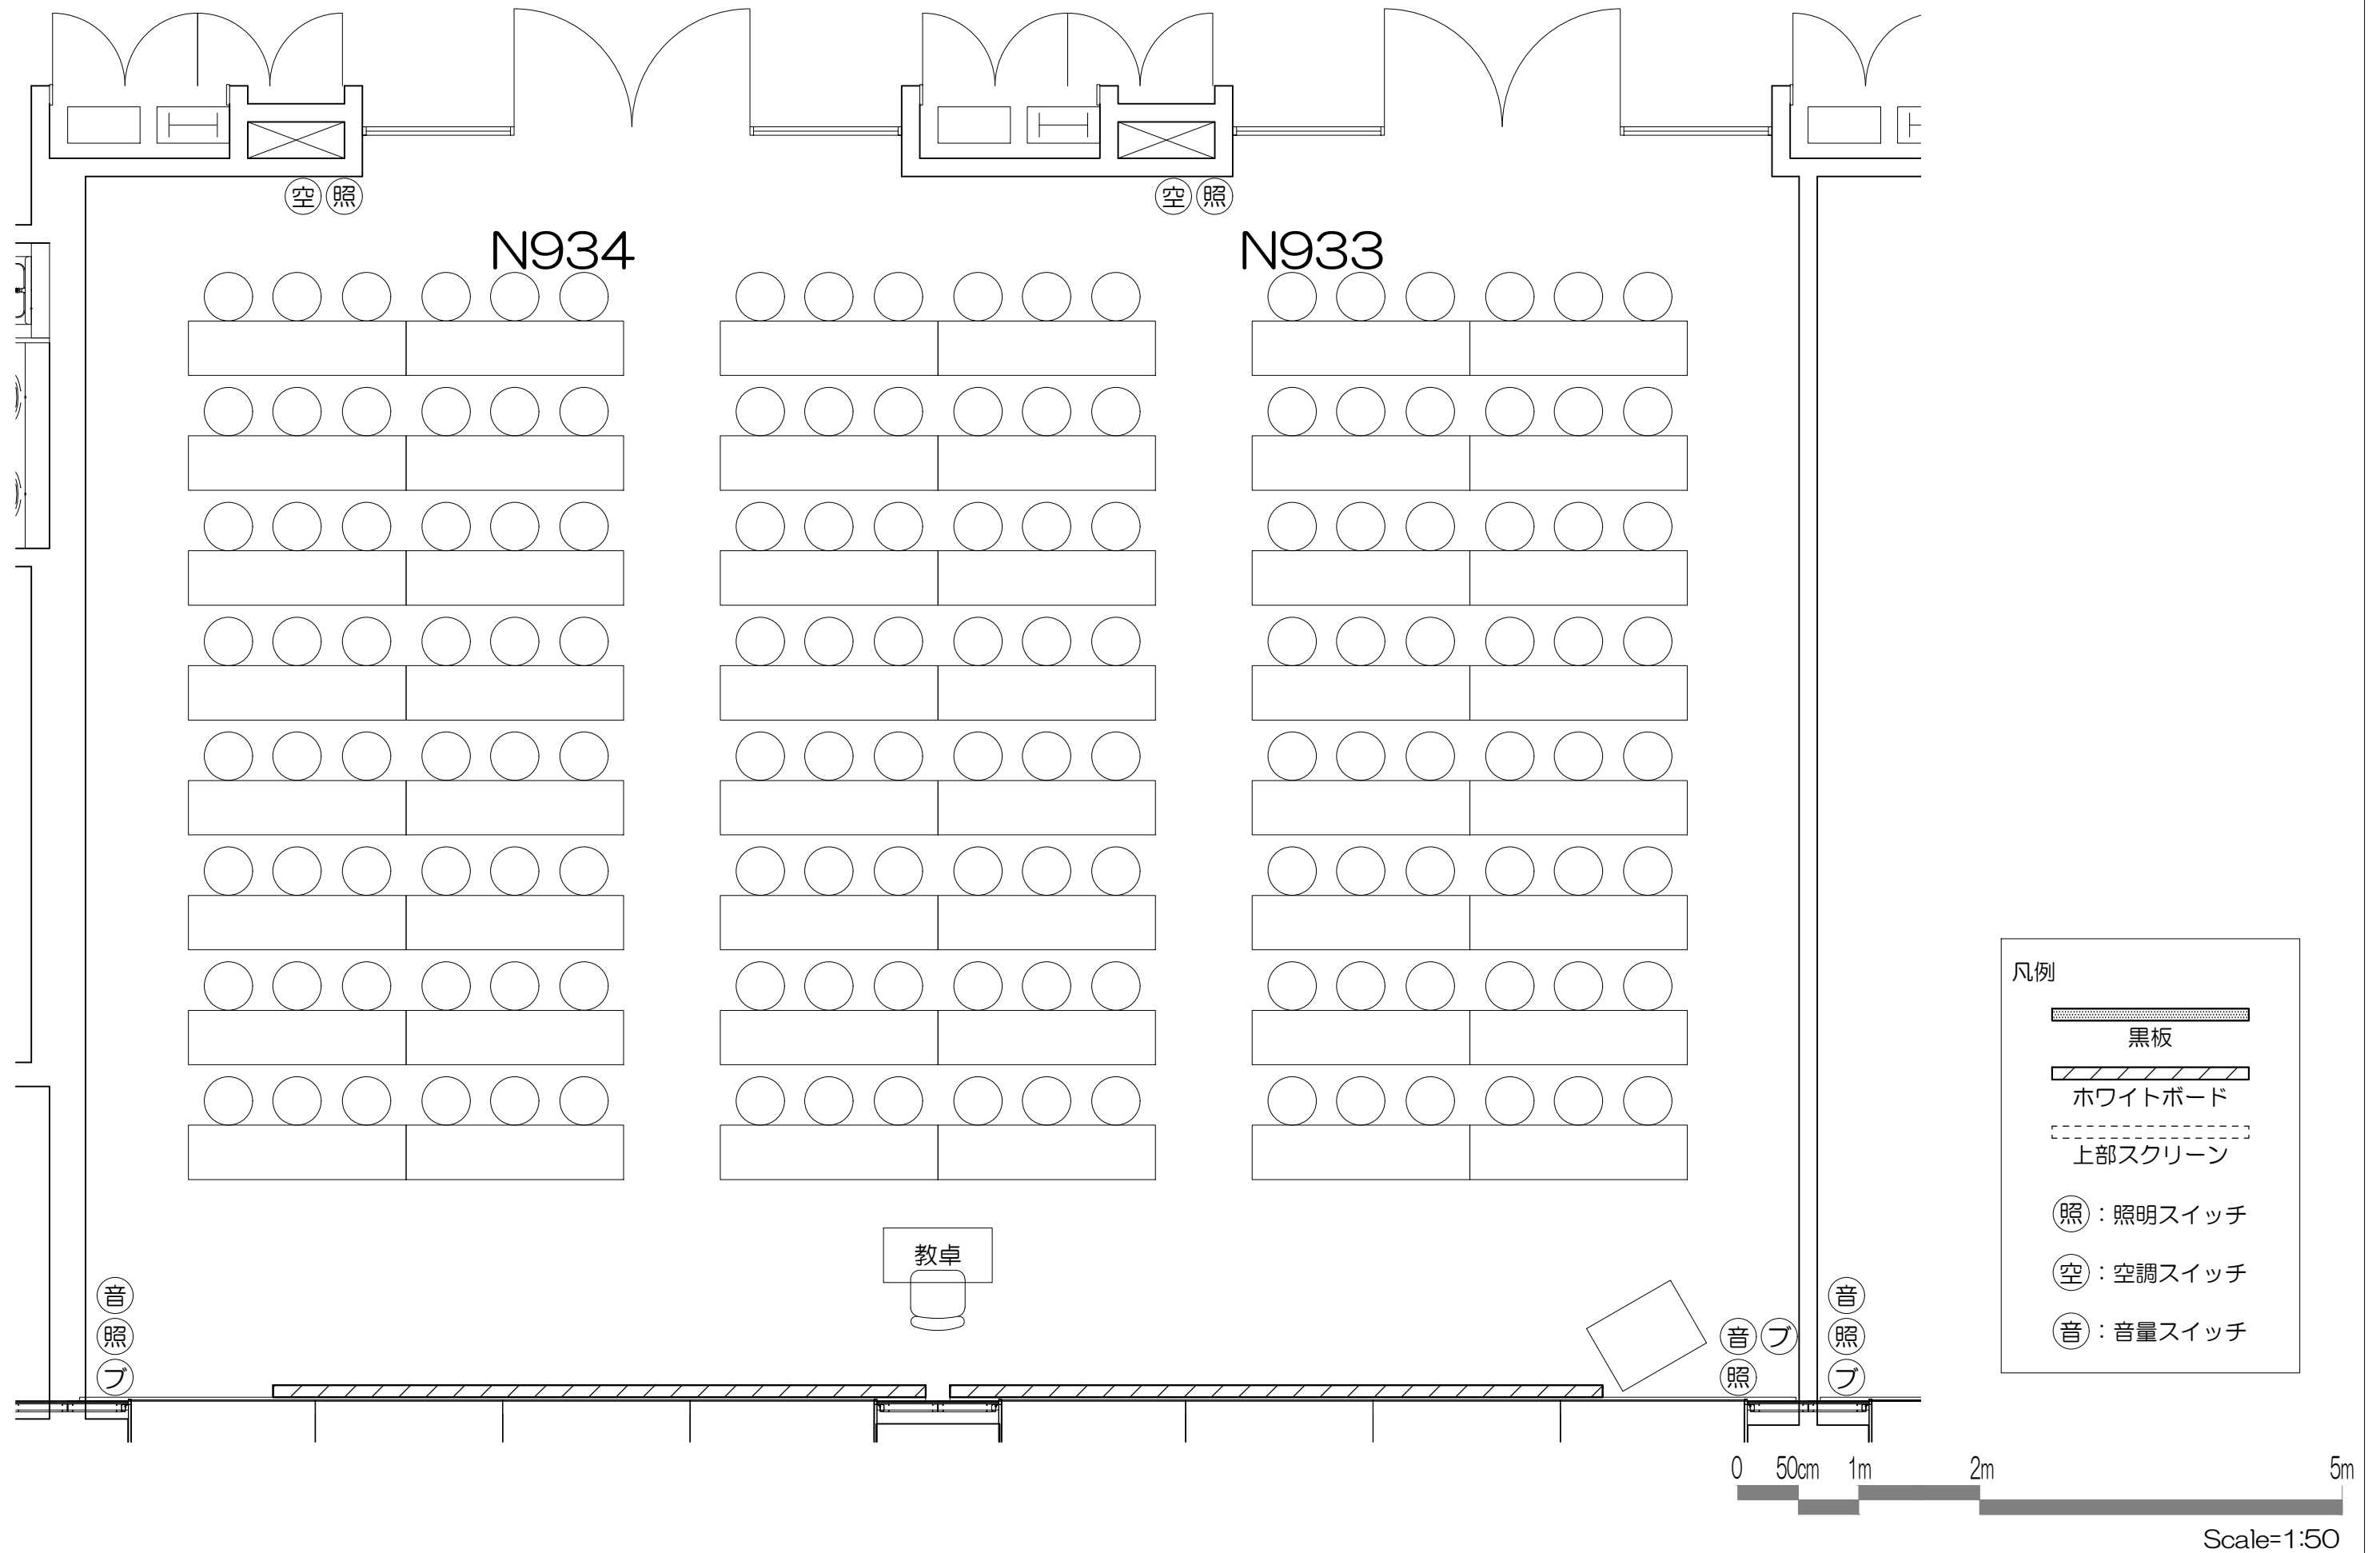 空 照
空 照
N934
N933
教卓
音
照
ブ
音 ブ
照
音
照
ブ
凡例
黒板
ホワイトボード
上部スクリーン
照：照明スイッチ
空：空調スイッチ
音：音量スイッチ
0 50cm 1m 2m 5m
Scale=1:50